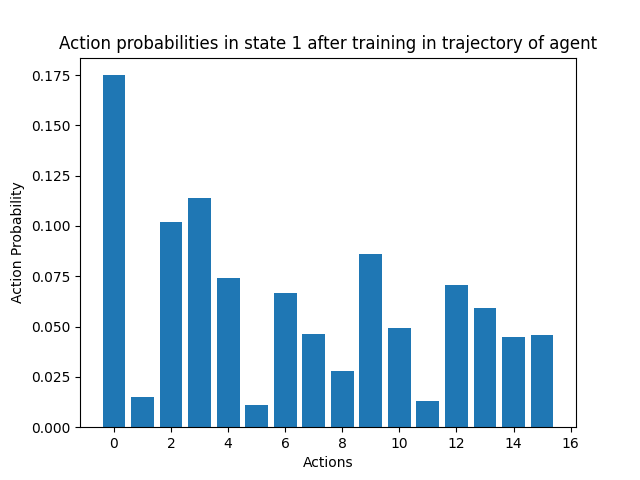 Action probabilities in state 1 after training in trajectory of agent
0.175
0.150
0.125
0.100
0.075
0.050
0.025
0.000
Action Probability
0 2 4 6 8 10 12 14 16
Actions